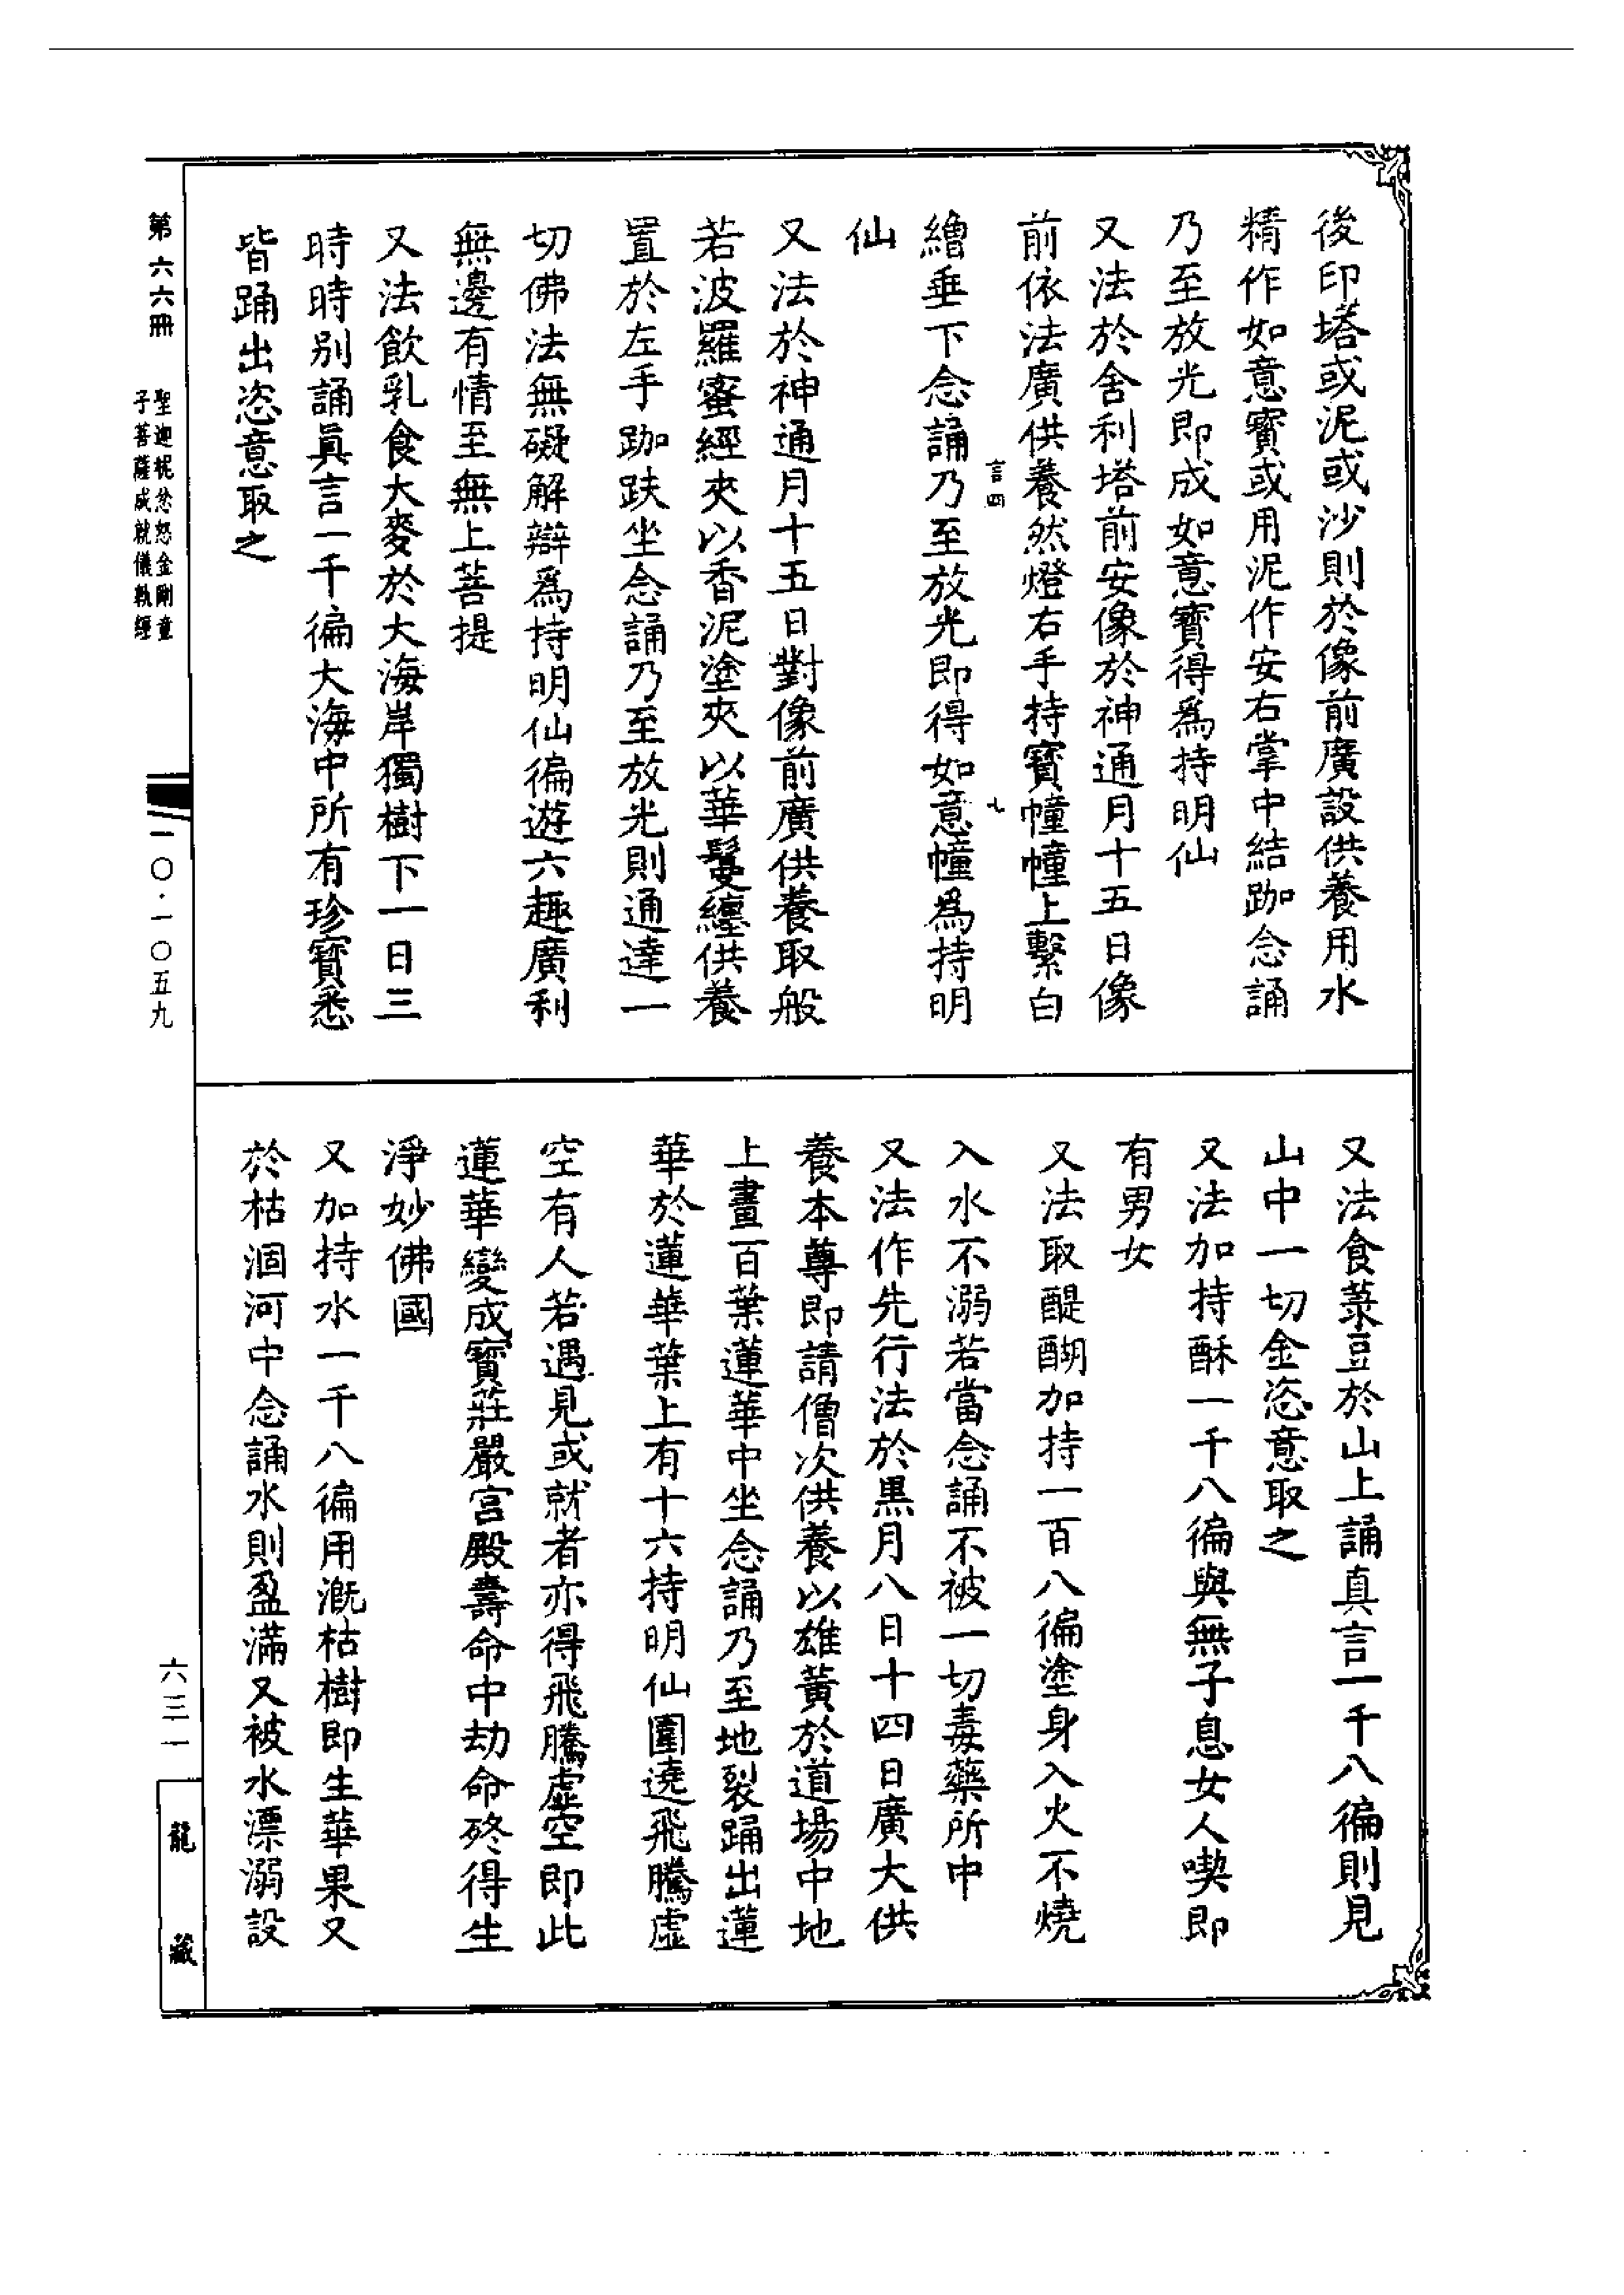 後印塔或泥或沙則於像前廣設供養用水
精作如意寶或用泥作安右掌中結跏念誦
乃至放光即成如意寶得爲持明仙
又法於舍利塔前安像於神通月十五日像
前依法廣供養然燈右手持寶幢幢上繫白
言四 七
繒垂下念誦乃至放光即得如意幢爲持明
仙
又法於神通月十五日對像前廣供養取般
若波羅蜜經夾以香泥塗夾以華鬘纏供養
置於左手跏趺坐念誦乃至放光則通達一
切佛法無礙解辯爲持明仙徧遊六趣廣利
無邊有情至無上菩提
又法飲乳食大麥於大海岸獨樹下一日三
時時別誦眞言一千徧大海中所有珍寶悉
皆踊出恣意取之
又法食菉豆於山上誦真言一千八徧則見
山中一切金恣意取之
又法加持酥一千八徧與無子息女人喫即
有男女
又法取醍醐加持一百八徧塗身入火不燒
入水不溺若當念誦不被一切毒藥所中
又法作先行法於黒月八日十四日廣大供
養本尊即請僧次供養以雄黃於道場中地
上畫百葉蓮華中坐念誦乃至地裂踊出蓮
華於蓮華葉上有十六持明仙圍遶飛騰虛
空有人若遇見或就者亦得飛騰虛空即此
蓮華變成寶莊嚴宮殿壽命中劫命終得生
淨妙佛國
又加持水一千八徧用漑枯樹即生華果又
於枯涸河中念誦水則盈滿又被水漂溺設
第六六冊
聖迦柅忿怒金剛童
子菩薩成就儀軌經
一〇·一〇五九
六三一
龍藏